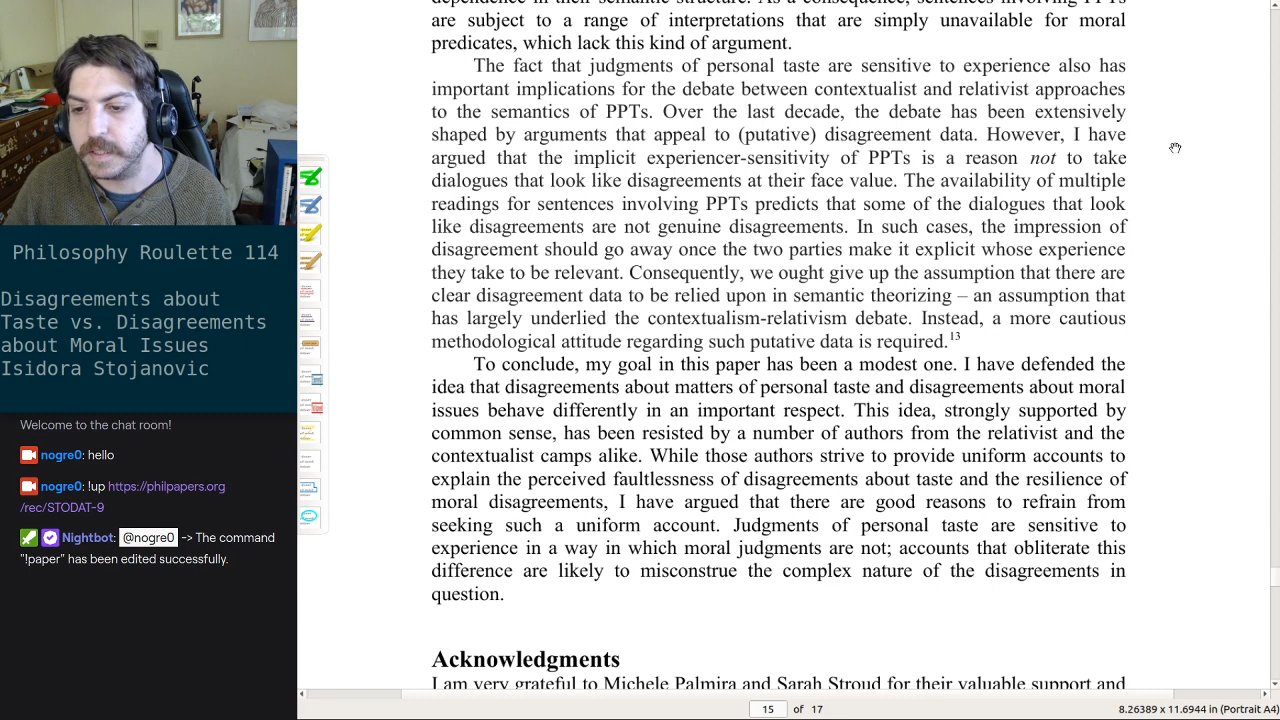 dependence in their semantic structure. As a consequence, sentences involving PPTs
are subject to a range of interpretations that are simply unavailable for moral
predicates, which lack this kind of argument.
The fact that judgments of personal taste are sensitive to experience also has
important implications for the debate between contextualist and relativist approaches
to the semantics of PPTs. Over the last decade, the debate has been extensively
shaped by arguments that appeal to (putative) disagreement data. However, I have
argued that the implicit experience-sensitivity of PPTs is a reason not to take
dialogues that look like disagreement at their face value. The availability of multiple
readings for sentences involving PPTs predicts that some of the dialogues that look
like disagreements are not genuine disagreements. In such cases, the impression of
disagreement should go away once the two parties make it explicit whose experience
they take to be relevant. Consequently, we ought give up the assumption that there are
clear disagreement data to be relied upon in semantic theorizing – an assumption that
has largely underlain the contextualist–relativist debate. Instead, a more cautious
methodological attitude regarding such putative data is required.13
To conclude, my goal in this paper has been a modest one. I have defended the
idea that disagreements about matters of personal taste and disagreements about moral
issues behave differently in some important respects. This idea, strongly supported by
common sense, has been resisted by a number of authors from the relativist and the
contextualist camps alike. While those authors strive to produce uniform accounts to
explain the perceived faultlessness of disagreements about taste and the resilience of
moral disagreements, I have argued that there are good reasons to refrain from
seeking such a uniform account. Judgments of personal taste are sensitive to
experience in a way in which moral judgments are not; accounts that obliterate this
difference are likely to misconstrue the complex nature of the disagreements in
question.
Acknowledgments
I am very grateful to Michele Palmira and Sarah Stroud for their valuable support and
15 of 17
8.26389 x 11.6944 in (Portrait A4)
Philosophy Roulette 114
Disagreements about
Taste vs. Disagreements
about Moral Issues
Isidora Stojanovic
Welcome to the chat room!
nogre0: hello
nogre0: !up https://philpapers.org
/rec/STODAT-9
Nightbot: @nogre0 -> The command
"!paper" has been edited successfully.